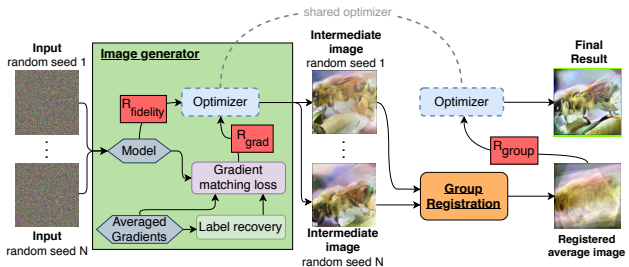 shared optimizer
Input
random seed 1
Image generator
Intermediate
image
random seed 1
Final
Result
R
fidelity
Optimizer
Optimizer
R
grad
R
group
Model
Gradient
matching loss
Group
Registration
Averaged
Gradients
Label recovery
Input
random seed N
Intermediate
image
random seed N
Registered
average image